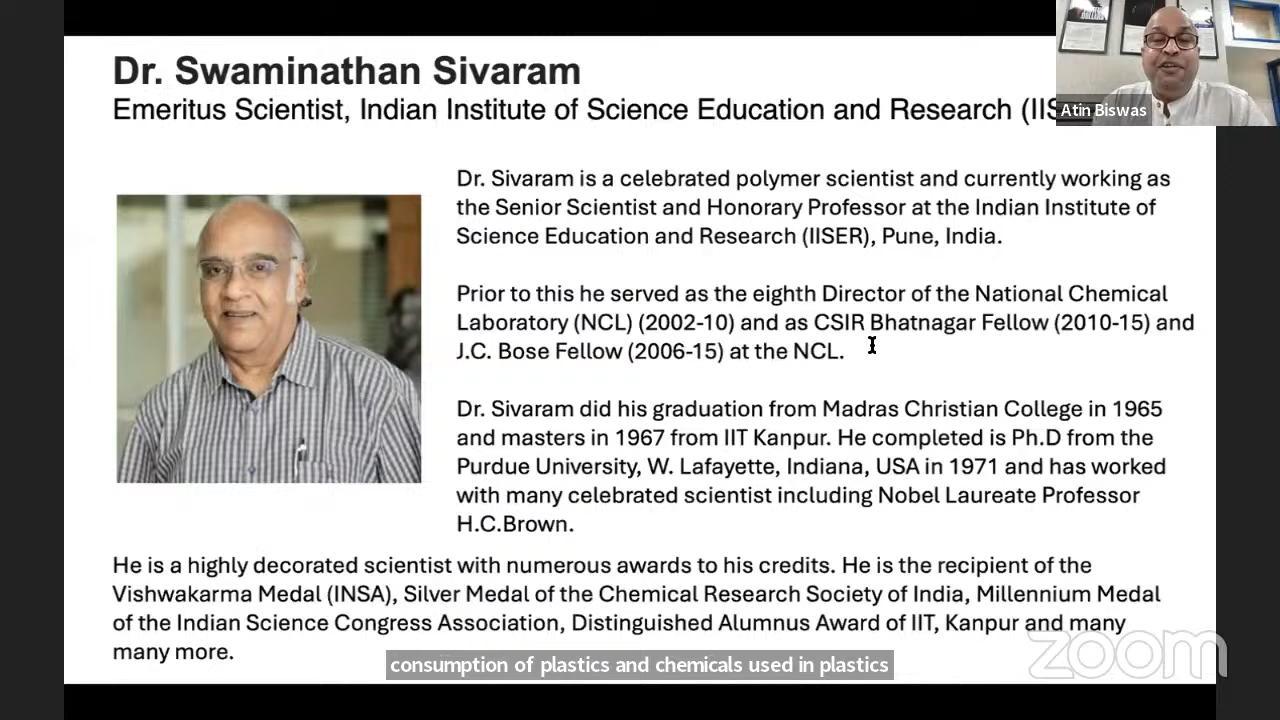 Dr. Swaminathan Sivaram
Emeritus Scientist, Indian Institute of Science Education and Research
Atin Biswas
Dr. Sivaram is a celebrated polymer scientist and currently working as
the Senior Scientist and Honorary Professor at the Indian Institute of
Science Education and Research (IISER), Pune, India.
Prior to this he served as the eighth Director of the National Chemical
Laboratory (NCL) (2002-10) and as CSIR Bhatnagar Fellow (2010-15) and
J.C. Bose Fellow (2006-15) at the NCL.
Dr. Sivaram did his graduation from Madras Christian College in 1965
and masters in 1967 from IIT Kanpur. He completed is Ph.D from the
Purdue University, W. Lafayette, Indiana, USA in 1971 and has worked
with many celebrated scientist including Nobel Laureate Professor
H.C.Brown.
He is a highly decorated scientist with numerous awards to his credits. He is the recipient of the
Vishwakarma Medal (INSA), Silver Medal of the Chemical Research Society of India, Millennium Medal
of the Indian Science Congress Association, Distinguished Alumnus Award of IIT, Kanpur and many
many more.
consumption of plastics and chemicals used in plastics
zoom